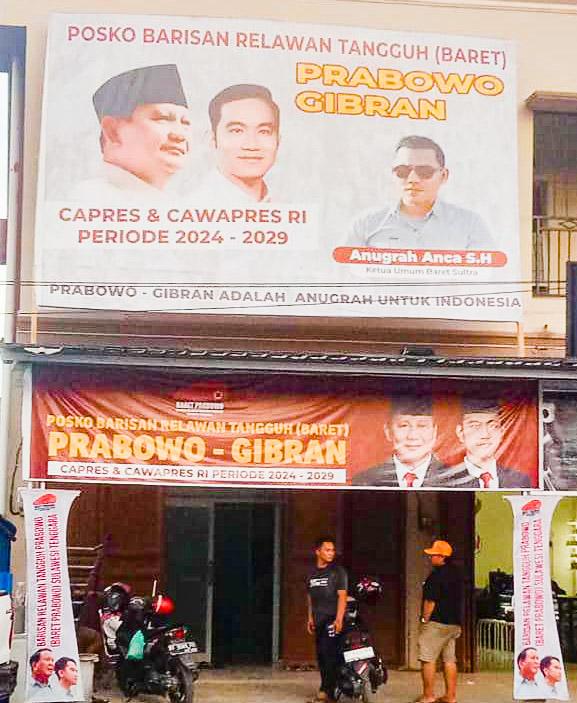 POSKO BARISAN RELAWAN TANGGUH (BARET)
PRABOWO
GIBRAN
CAPRES & CAWAPRES RI
PERIODE 2024 - 2029
Anugrah Anca S.H
Ketua Umum Baret Sultra
PRABOWO - GIBRAN ADALAH ANUGRAH UNTUK INDONESIA
BARET PRABOWO
POSKO BARISAN RELAWAN TANGGUH (BARET)
PRABOWO - GIBRAN
CAPRES & CAWAPRES RI PERIODE 2024 - 2029
BARISAN RELAWAN TANGGUH PRABOWO
(BARET PRABOWO) SULAWESI TENGGARA
BARISAN RELAWAN TANGGUH PRABOWO
(BARET PRABOWO) SULAWESI TENGGARA